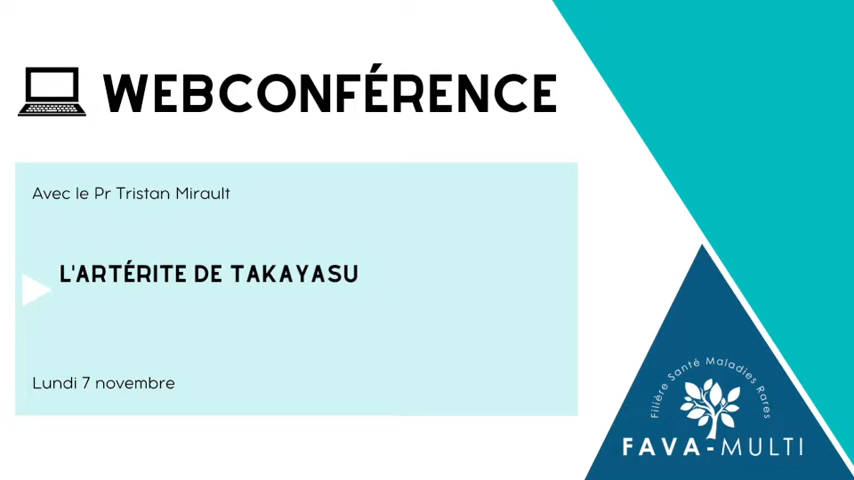 WEBCONFÉRENCE
Avec le Pr Tristan Mirault
L'ARTÉRITE DE TAKAYASU
Lundi 7 novembre
Filière Santé Maladies Rares
FAVA-MULTI